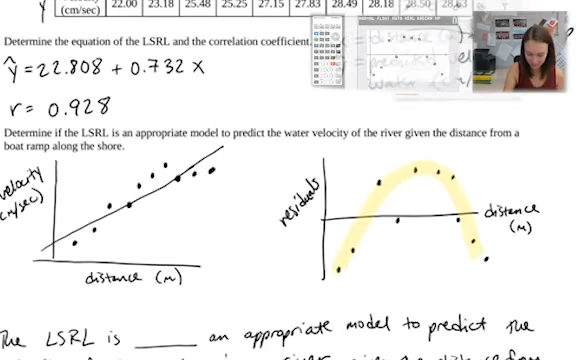 (cm/sec) 22.00 23.18 25.48 25.25 27.15 27.83 28.49 28.18 28.50 28.63
Determine the equation of the LSRL and the correlation coefficient
ŷ = 22.808 + 0.732 x
r = 0.928
Determine if the LSRL is an appropriate model to predict the water velocity of the river given the distance from a
boat ramp along the shore.
velocity
(cm/sec)
distance (m)
residuals
distance
(m)
The LSRL is ______ an appropriate model to predict the